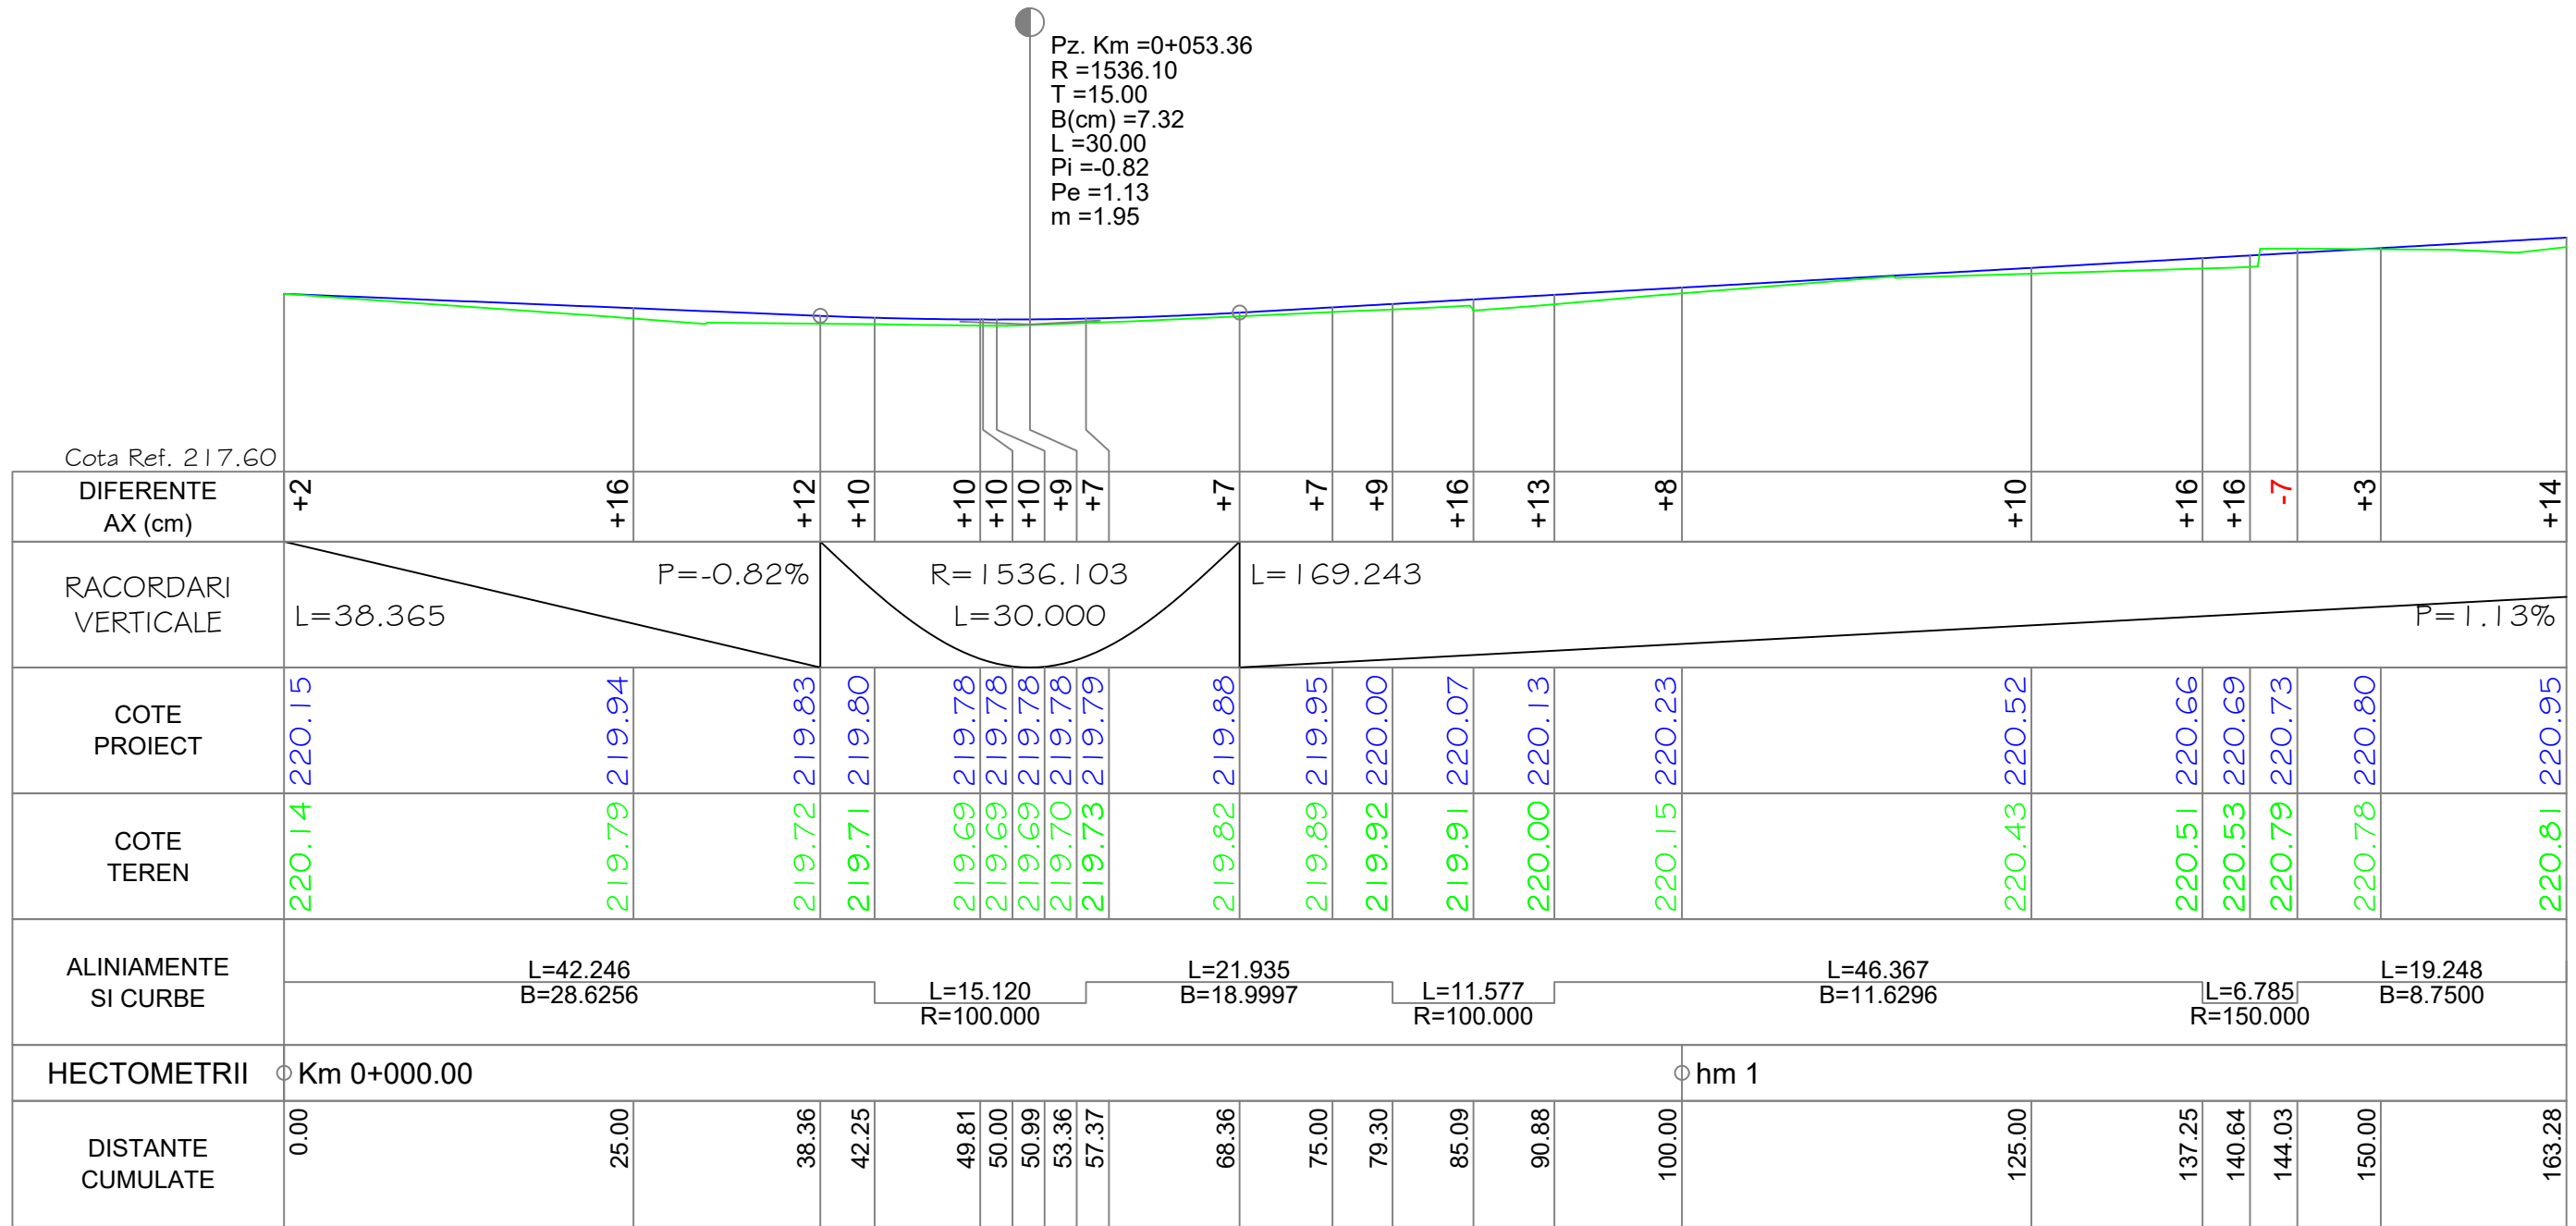 Pz. Km =0+053.36
R =1536.10
T =15.00
B(cm) =7.32
L =30.00
Pi =-0.82
Pe =1.13
m =1.95
Cota Ref. 217.60
DIFERENTE
AX (cm)
+2 +16 +12 +10 +10 +10 +10 +9 +7 +7 +7 +9 +16 +13 +8 +10 +16 +16 -7 +3 +14
RACORDARI
VERTICALE
L=38.365
P=-0.82%
R=1536.103
L=30.000
L=169.243
P=1.13%
COTE
PROIECT
220.15 219.94 219.83 219.80 219.78 219.78 219.78 219.78 219.79 219.88 219.95 220.00 220.07 220.13 220.23 220.52 220.66 220.69 220.73 220.80 220.95
COTE
TEREN
220.14 219.79 219.72 219.71 219.69 219.69 219.69 219.70 219.73 219.82 219.89 219.92 219.91 220.00 220.15 220.43 220.51 220.53 220.79 220.78 220.81
ALINIAMENTE
SI CURBE
L=42.246
B=28.6256
L=15.120
R=100.000
L=21.935
B=18.9997
L=11.577
R=100.000
L=46.367
B=11.6296
L=6.785
R=150.000
L=19.248
B=8.7500
HECTOMETRII
Km 0+000.00
hm 1
DISTANTE
CUMULATE
0.00 25.00 38.36 42.25 49.81 50.00 50.99 53.36 57.37 68.36 75.00 79.30 85.09 90.88 100.00 125.00 137.25 140.64 144.03 150.00 163.28